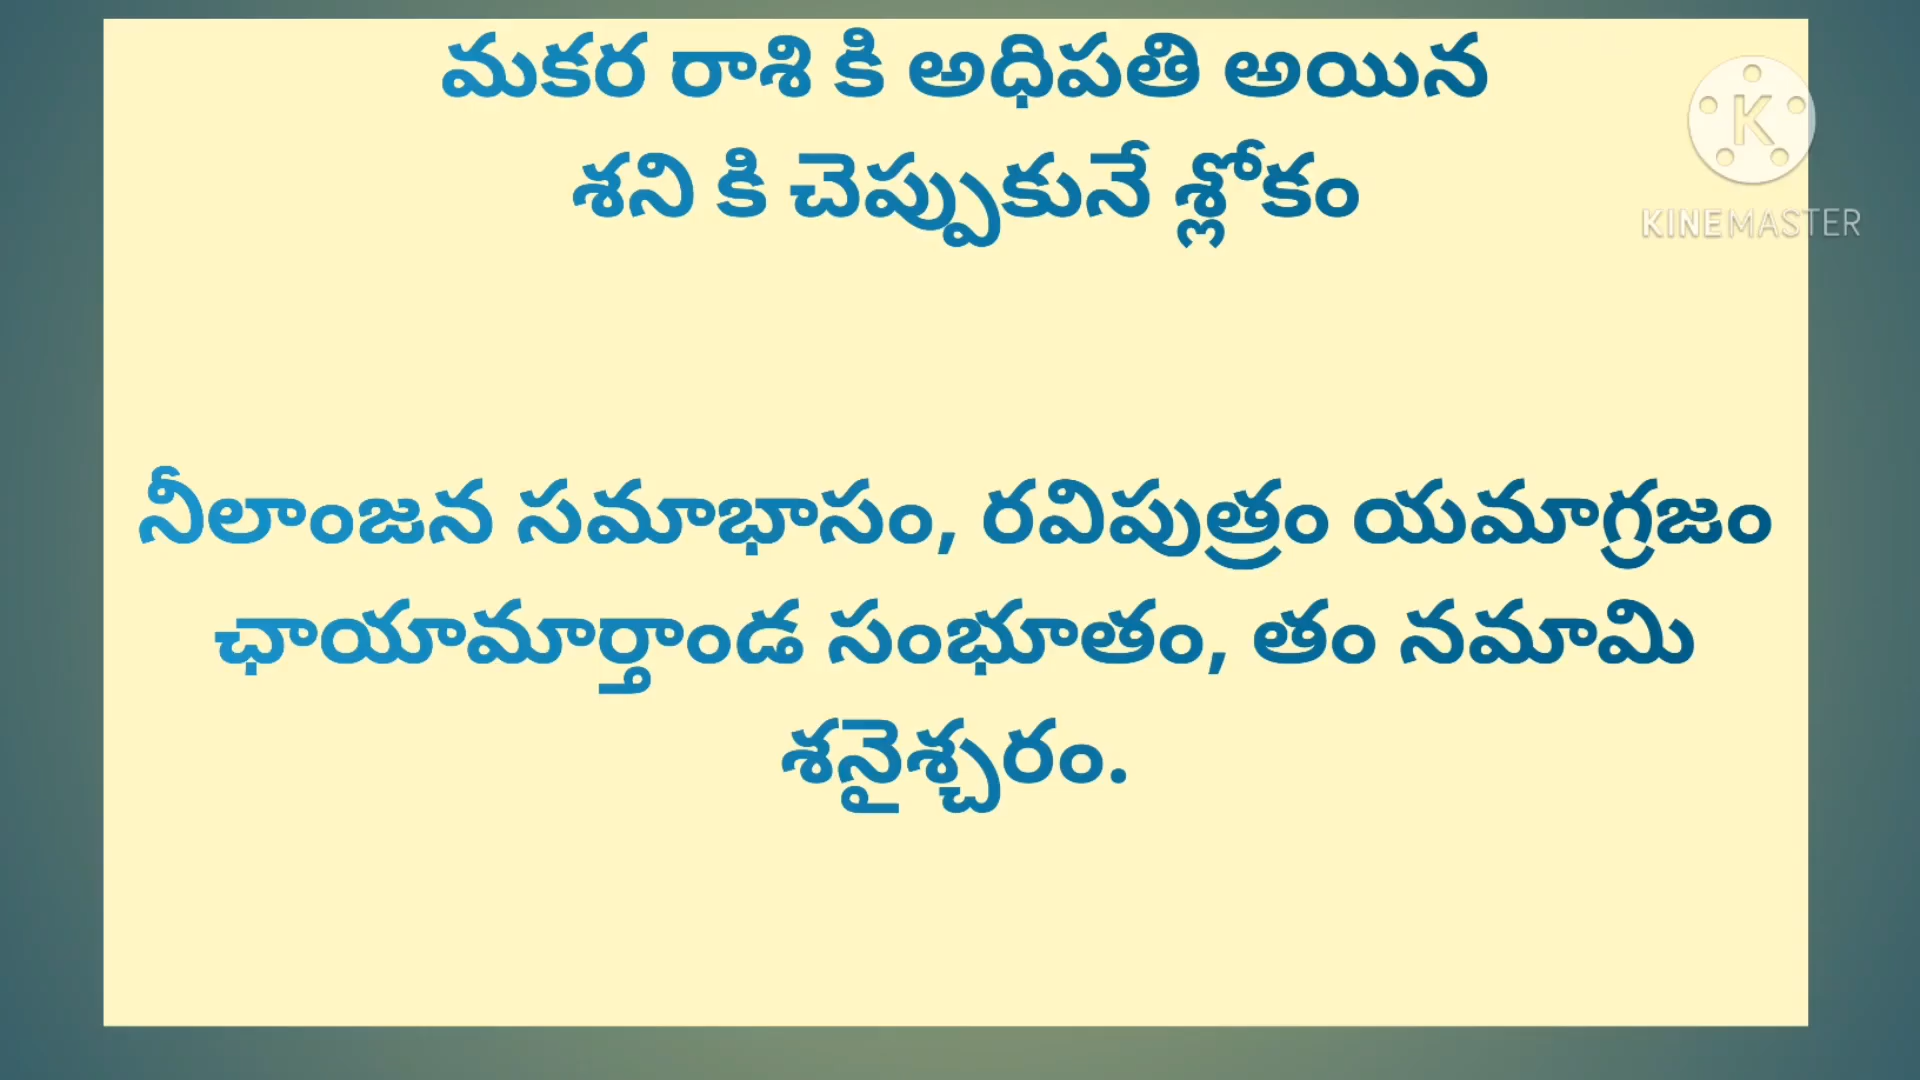 మకర రాశి కి అధిపతి అయిన
శని కి చెప్పుకునే శ్లోకం
నీలాంజన సమాభాసం, రవిపుత్రం యమాగ్రజం
ఛాయామార్తాండ సంభూతం, తం నమామి
శనైశ్చరం.
K
KINEMASTER